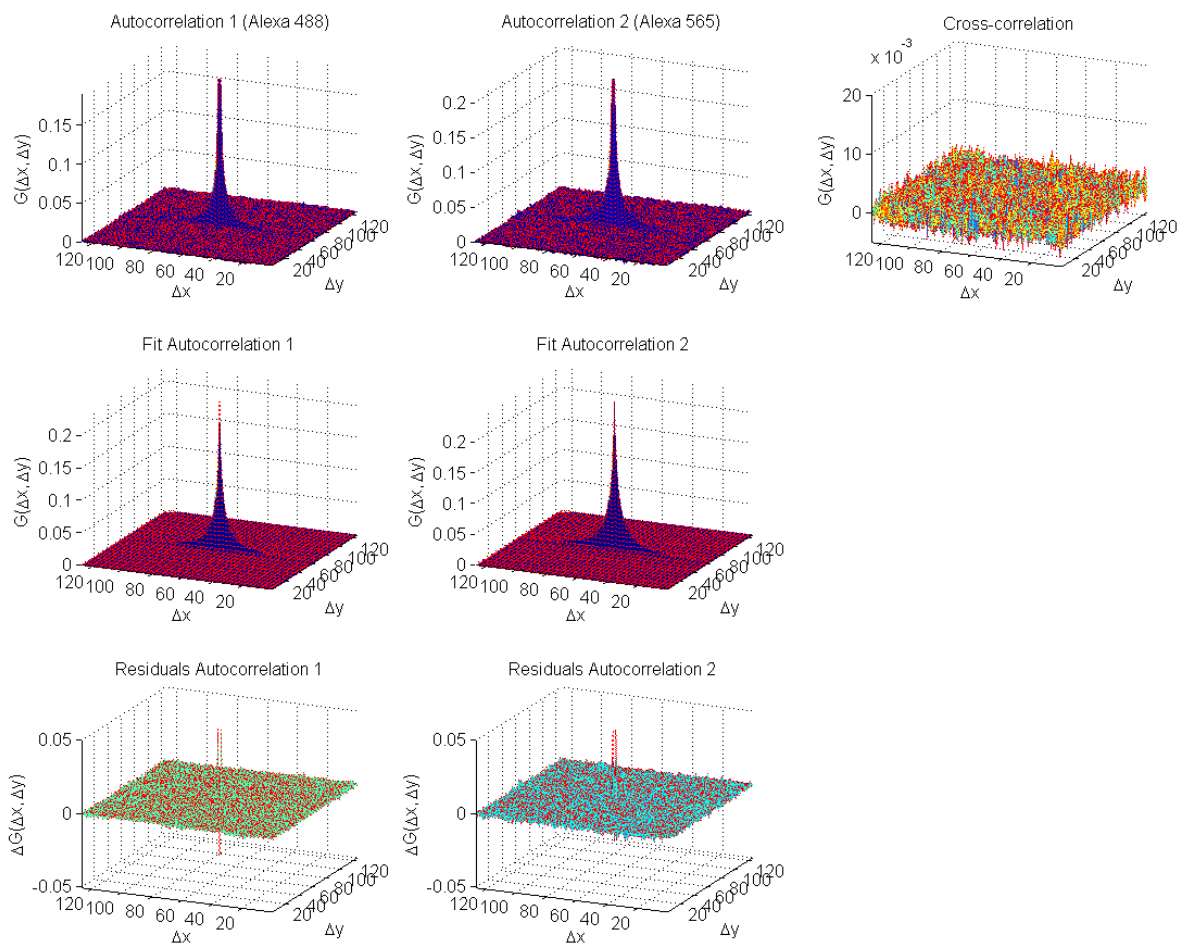 Autocorrelation 1 (Alexa 488)
G(Δx, Δy)
0.15
0.1
0.05
0
120 100 80 60 40 20
Δx
20 40 60 80 100 120
Δy
Autocorrelation 2 (Alexa 565)
G(Δx, Δy)
0.2
0.15
0.1
0.05
0
120 100 80 60 40 20
Δx
20 40 60 80 100 120
Δy
Cross-correlation
x 10⁻³
G(Δx, Δy)
20
10
0
120 100 80 60 40 20
Δx
20 40 60 80 100 120
Δy
Fit Autocorrelation 1
G(Δx, Δy)
0.2
0.15
0.1
0.05
0
120 100 80 60 40 20
Δx
20 40 60 80 100 120
Δy
Fit Autocorrelation 2
G(Δx, Δy)
0.2
0.15
0.1
0.05
0
120 100 80 60 40 20
Δx
20 40 60 80 100 120
Δy
Residuals Autocorrelation 1
ΔG(Δx, Δy)
0.05
0
-0.05
120 100 80 60 40 20
Δx
20 40 60 80 100 120
Δy
Residuals Autocorrelation 2
ΔG(Δx, Δy)
0.05
0
-0.05
120 100 80 60 40 20
Δx
20 40 60 80 100 120
Δy